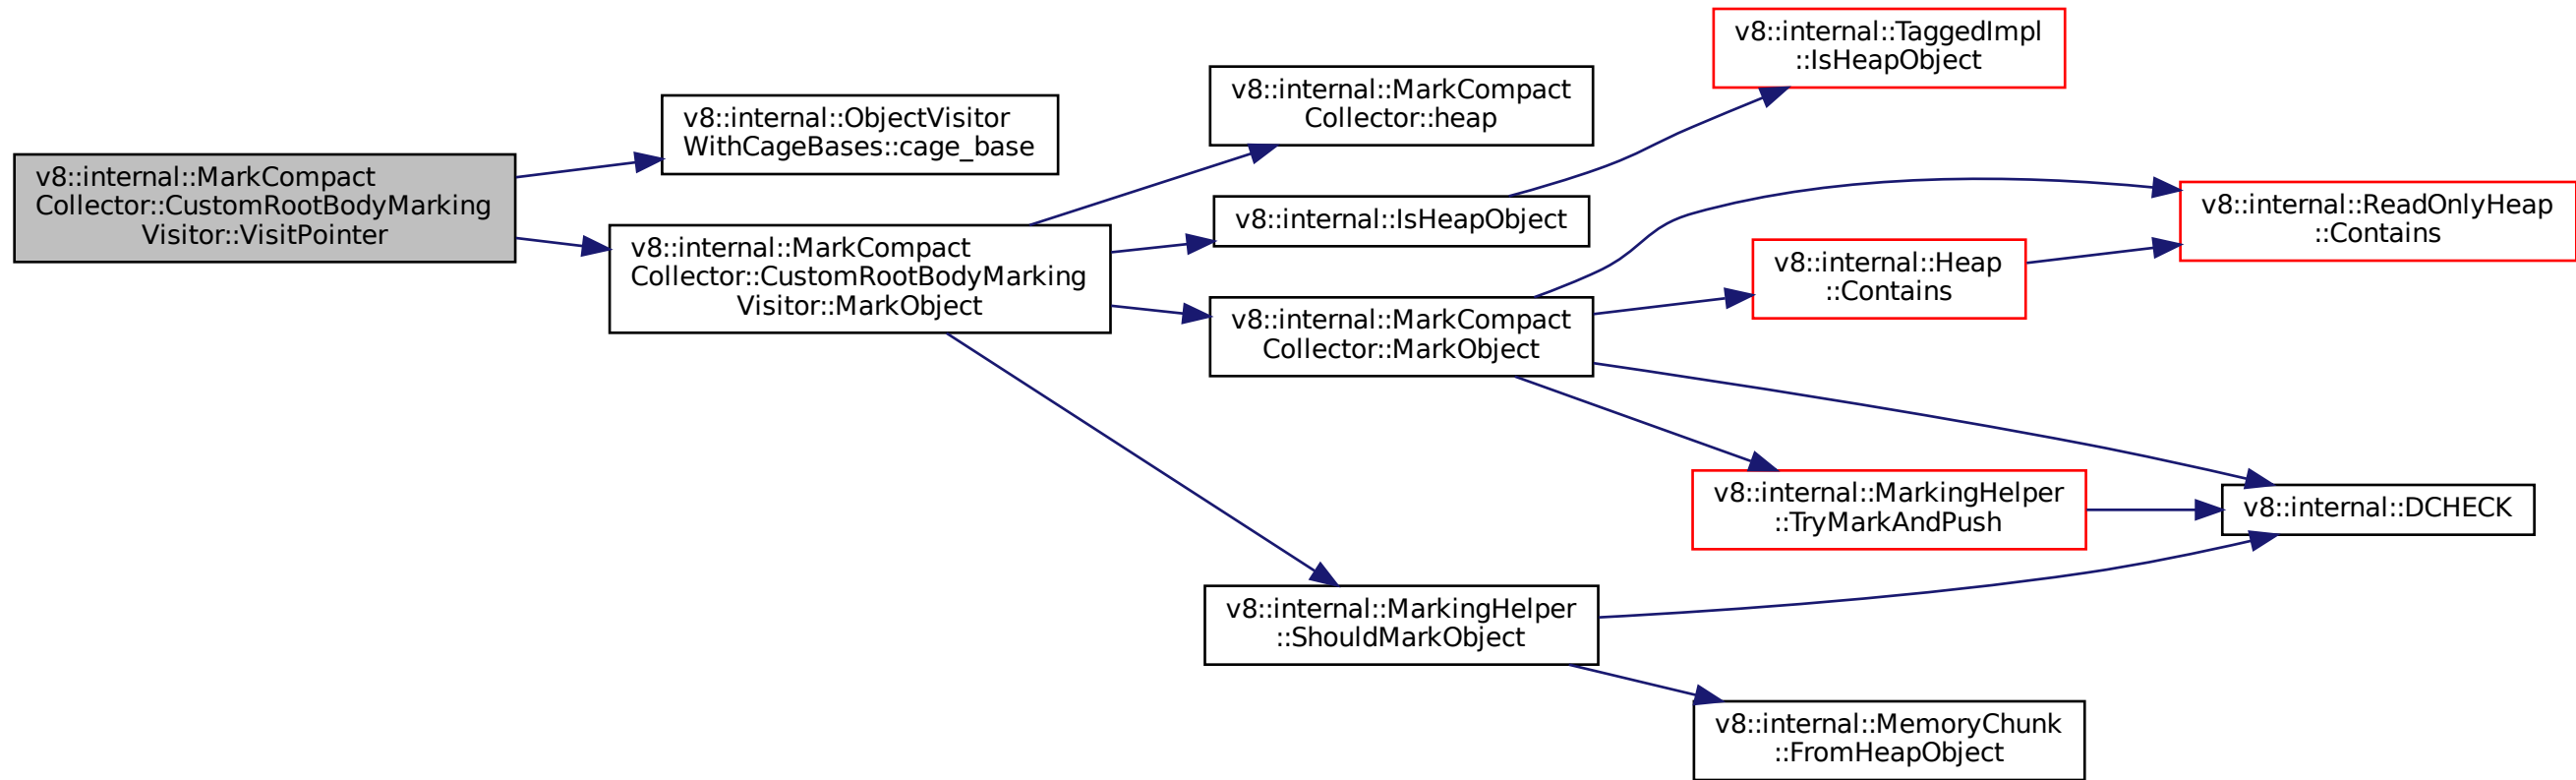 v8::internal::MarkCompact
Collector::CustomRootBodyMarking
Visitor::VisitPointer
v8::internal::ObjectVisitor
WithCageBases::cage_base
v8::internal::MarkCompact
Collector::CustomRootBodyMarking
Visitor::MarkObject
v8::internal::MarkCompact
Collector::heap
v8::internal::IsHeapObject
v8::internal::MarkCompact
Collector::MarkObject
v8::internal::MarkingHelper
::ShouldMarkObject
v8::internal::TaggedImpl
::IsHeapObject
v8::internal::Heap
::Contains
v8::internal::MarkingHelper
::TryMarkAndPush
v8::internal::MemoryChunk
::FromHeapObject
v8::internal::ReadOnlyHeap
::Contains
v8::internal::DCHECK